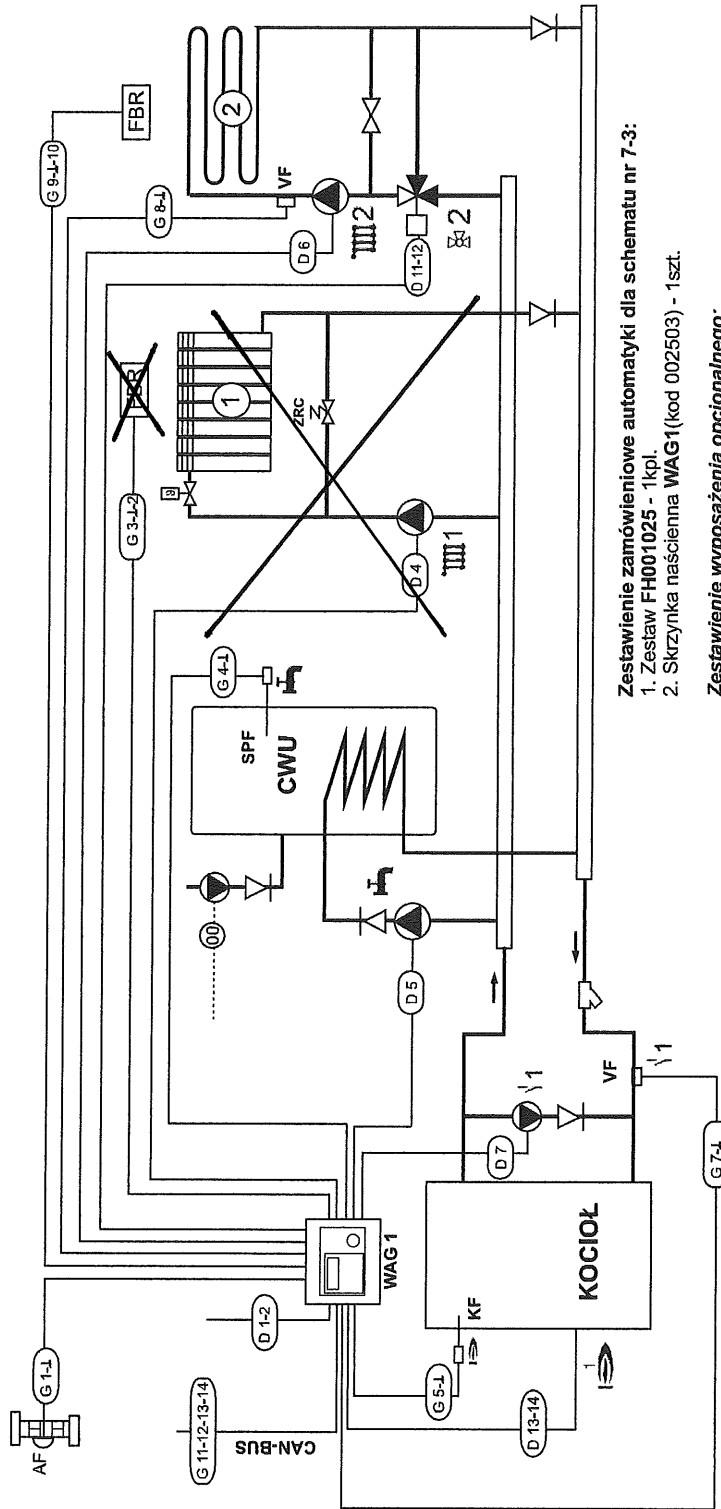 AF
G 1-⊥
G 11-12-13-14
CAN-BUS
D 1-2
WAG 1
G 5-⊥
KF
KOCIOŁ
1
D 13-14
D 7
1
VF
1
G 7-⊥
D 5
00
SPF
CWU
G 4-⊥
D 4
1
ZRC
1
G 3-⊥-2
D 11-12
2
D 6
2
VF
G 8-⊥
2
G 9-⊥-10
FBR
Zestawienie zamówieniowe automatyki dla schematu nr 7-3:
1. Zestaw FH001025 - 1kpl.
2. Skrzynka naścienna WAG1(kod 002503) - 1szt.
Zestawienie wyposażenia opcjonalnego: